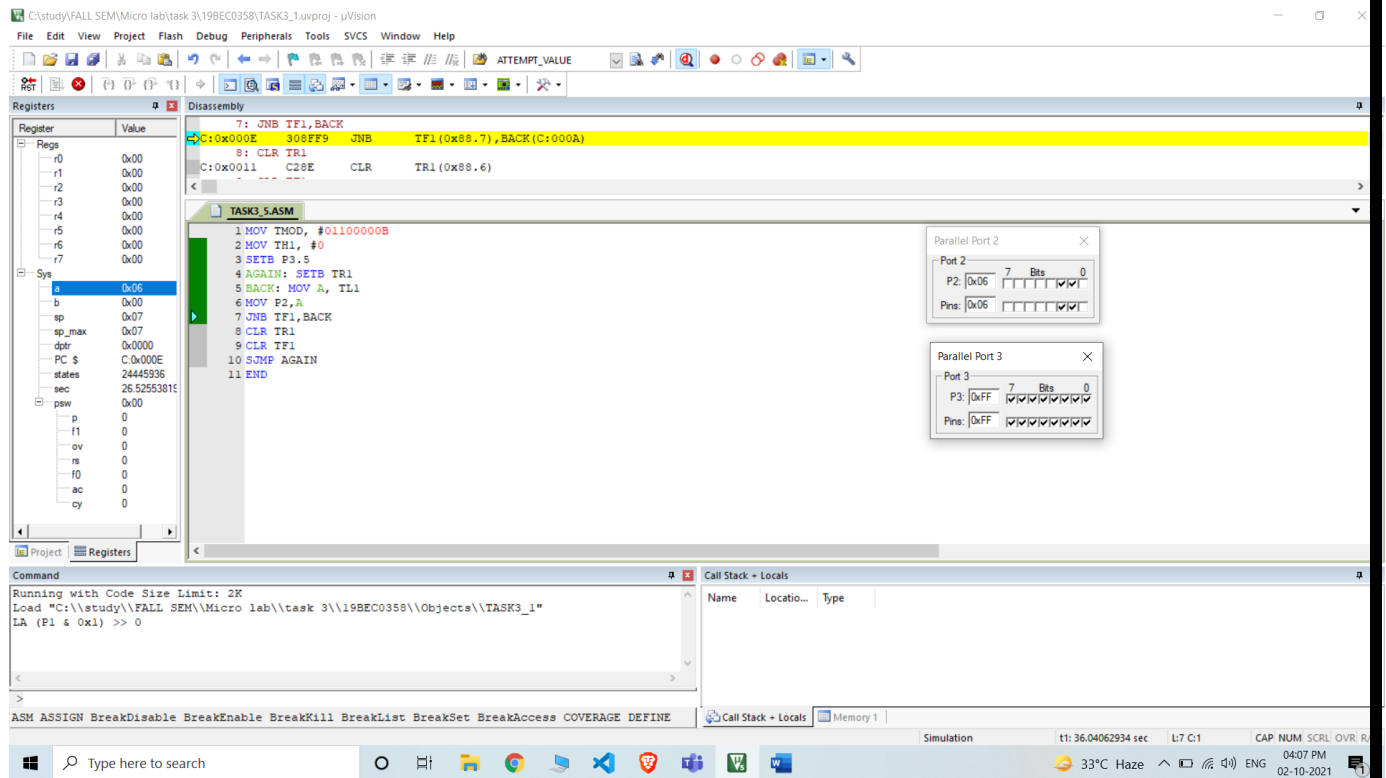 C:\study\FALL SEM\Micro lab\task 3\19BEC0358\TASK3_1.uvproj - µVision
File Edit View Project Flash Debug Peripherals Tools SVCS Window Help
ATTEMPT_VALUE
RST
Registers
Register Value
Regs
r0 0x00
r1 0x00
r2 0x00
r3 0x00
r4 0x00
r5 0x00
r6 0x00
r7 0x00
Sys
a 0x06
b 0x00
sp 0x07
sp_max 0x07
dptr 0x0000
PC $ C:0x000E
states 24445936
sec 26.52553819
psw 0x00
p 0
f1 0
ov 0
rs 0
f0 0
ac 0
cy 0
Project Registers
Disassembly
7: JNB TF1,BACK
C:0x000E 308FF9 JNB TF1(0x88.7),BACK(C:000A)
8: CLR TR1
C:0x0011 C28E CLR TR1(0x88.6)
TASK3_5.ASM
1 MOV TMOD, #01100000B
2 MOV TH1, #0
3 SETB P3.5
4 AGAIN: SETB TR1
5 BACK: MOV A, TL1
6 MOV P2,A
7 JNB TF1,BACK
8 CLR TR1
9 CLR TF1
10 SJMP AGAIN
11 END
Parallel Port 2
Port 2
7 Bits 0
P2: 0x06
Pins: 0x06
Parallel Port 3
Port 3
7 Bits 0
P3: 0xFF
Pins: 0xFF
Command
Running with Code Size Limit: 2K
Load "C:\\study\\FALL SEM\\Micro lab\\task 3\\19BEC0358\\Objects\\TASK3_1"
LA (P1 & 0x1) >> 0
>
ASM ASSIGN BreakDisable BreakEnable BreakKill BreakList BreakSet BreakAccess COVERAGE DEFINE
Call Stack + Locals
Name Locatio... Type
Call Stack + Locals Memory 1
Simulation t1: 36.04062934 sec L:7 C:1 CAP NUM SCRL OVR R/
Type here to search
33°C Haze ENG 04:07 PM
02-10-2021
1